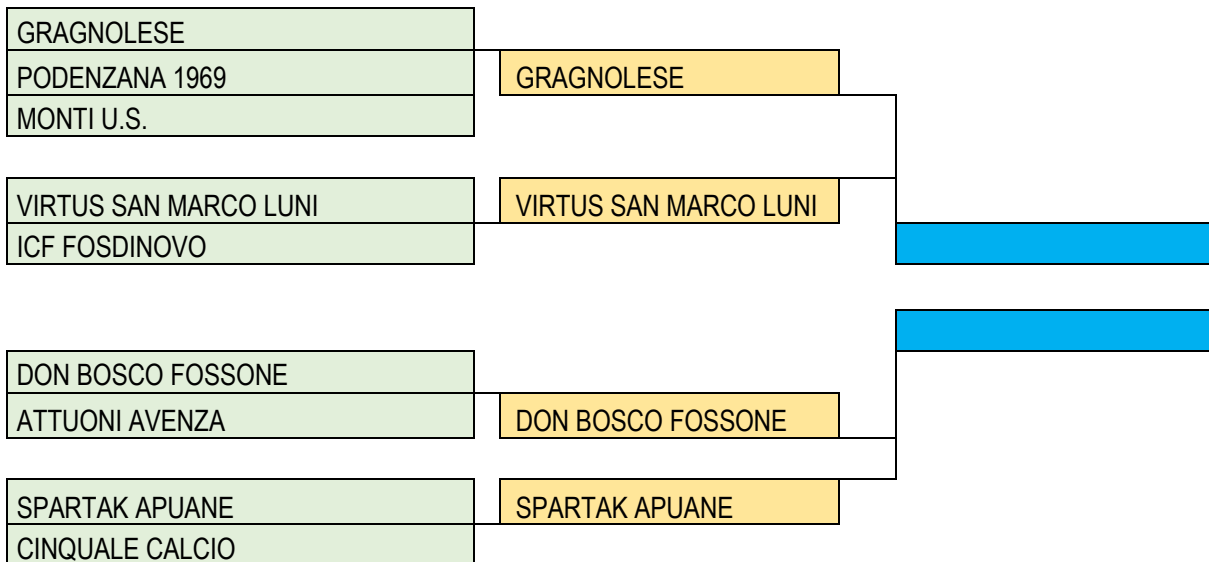 GRAGNOLESE
PODENZANA 1969
GRAGNOLESE
MONTI U.S.
VIRTUS SAN MARCO LUNI
VIRTUS SAN MARCO LUNI
ICF FOSDINOVO
DON BOSCO FOSSONE
ATTUONI AVENZA
DON BOSCO FOSSONE
SPARTAK APUANE
SPARTAK APUANE
CINQUALE CALCIO